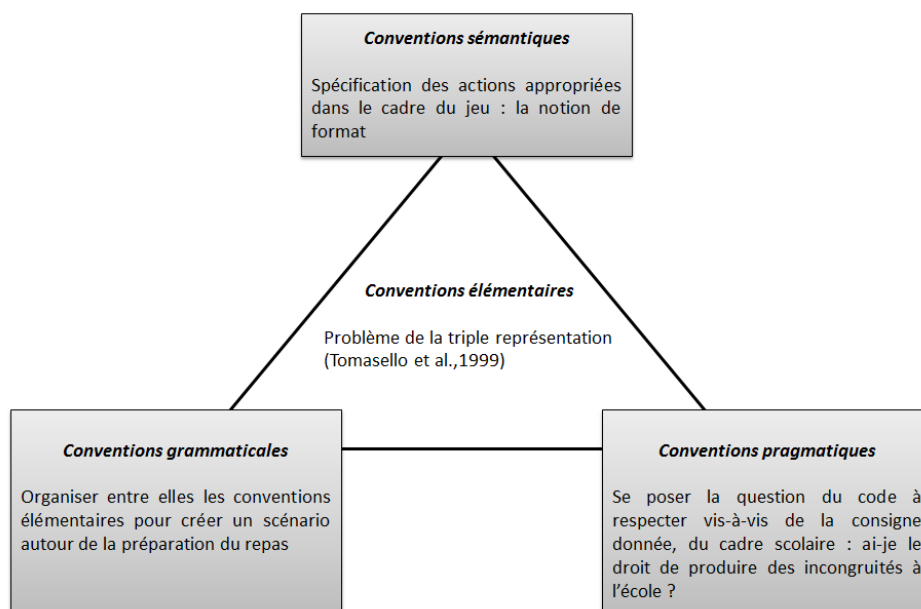 Conventions sémantiques
Spécification des actions appropriées
dans le cadre du jeu : la notion de
format
Conventions élémentaires
Problème de la triple représentation
(Tomasello et al.,1999)
Conventions grammaticales
Organiser entre elles les conventions
élémentaires pour créer un scénario
autour de la préparation du repas
Conventions pragmatiques
Se poser la question du code à
respecter vis-à-vis de la consigne
donnée, du cadre scolaire : ai-je le
droit de produire des incongruités à
l'école ?